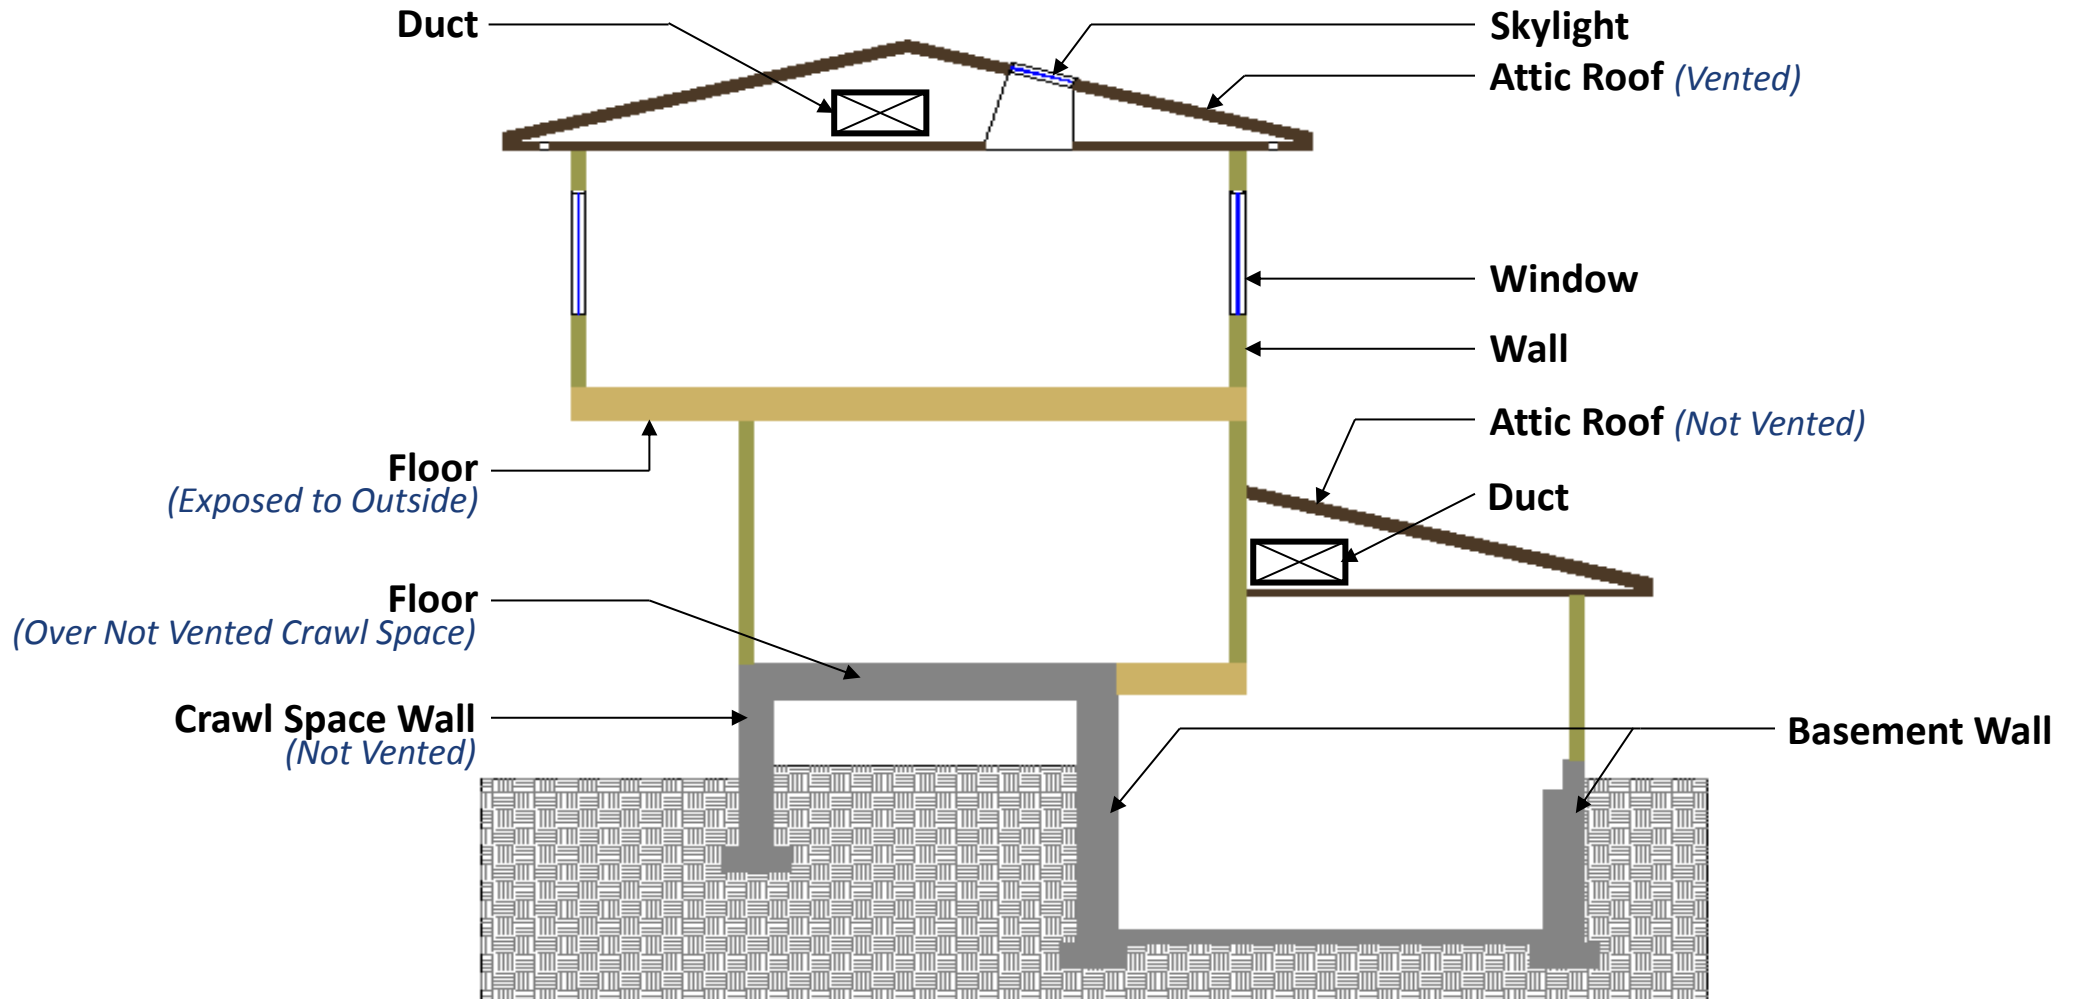 Duct
Skylight
Attic Roof (Vented)
Window
Wall
Attic Roof (Not Vented)
Floor
(Exposed to Outside)
Duct
Floor
(Over Not Vented Crawl Space)
Crawl Space Wall
(Not Vented)
Basement Wall